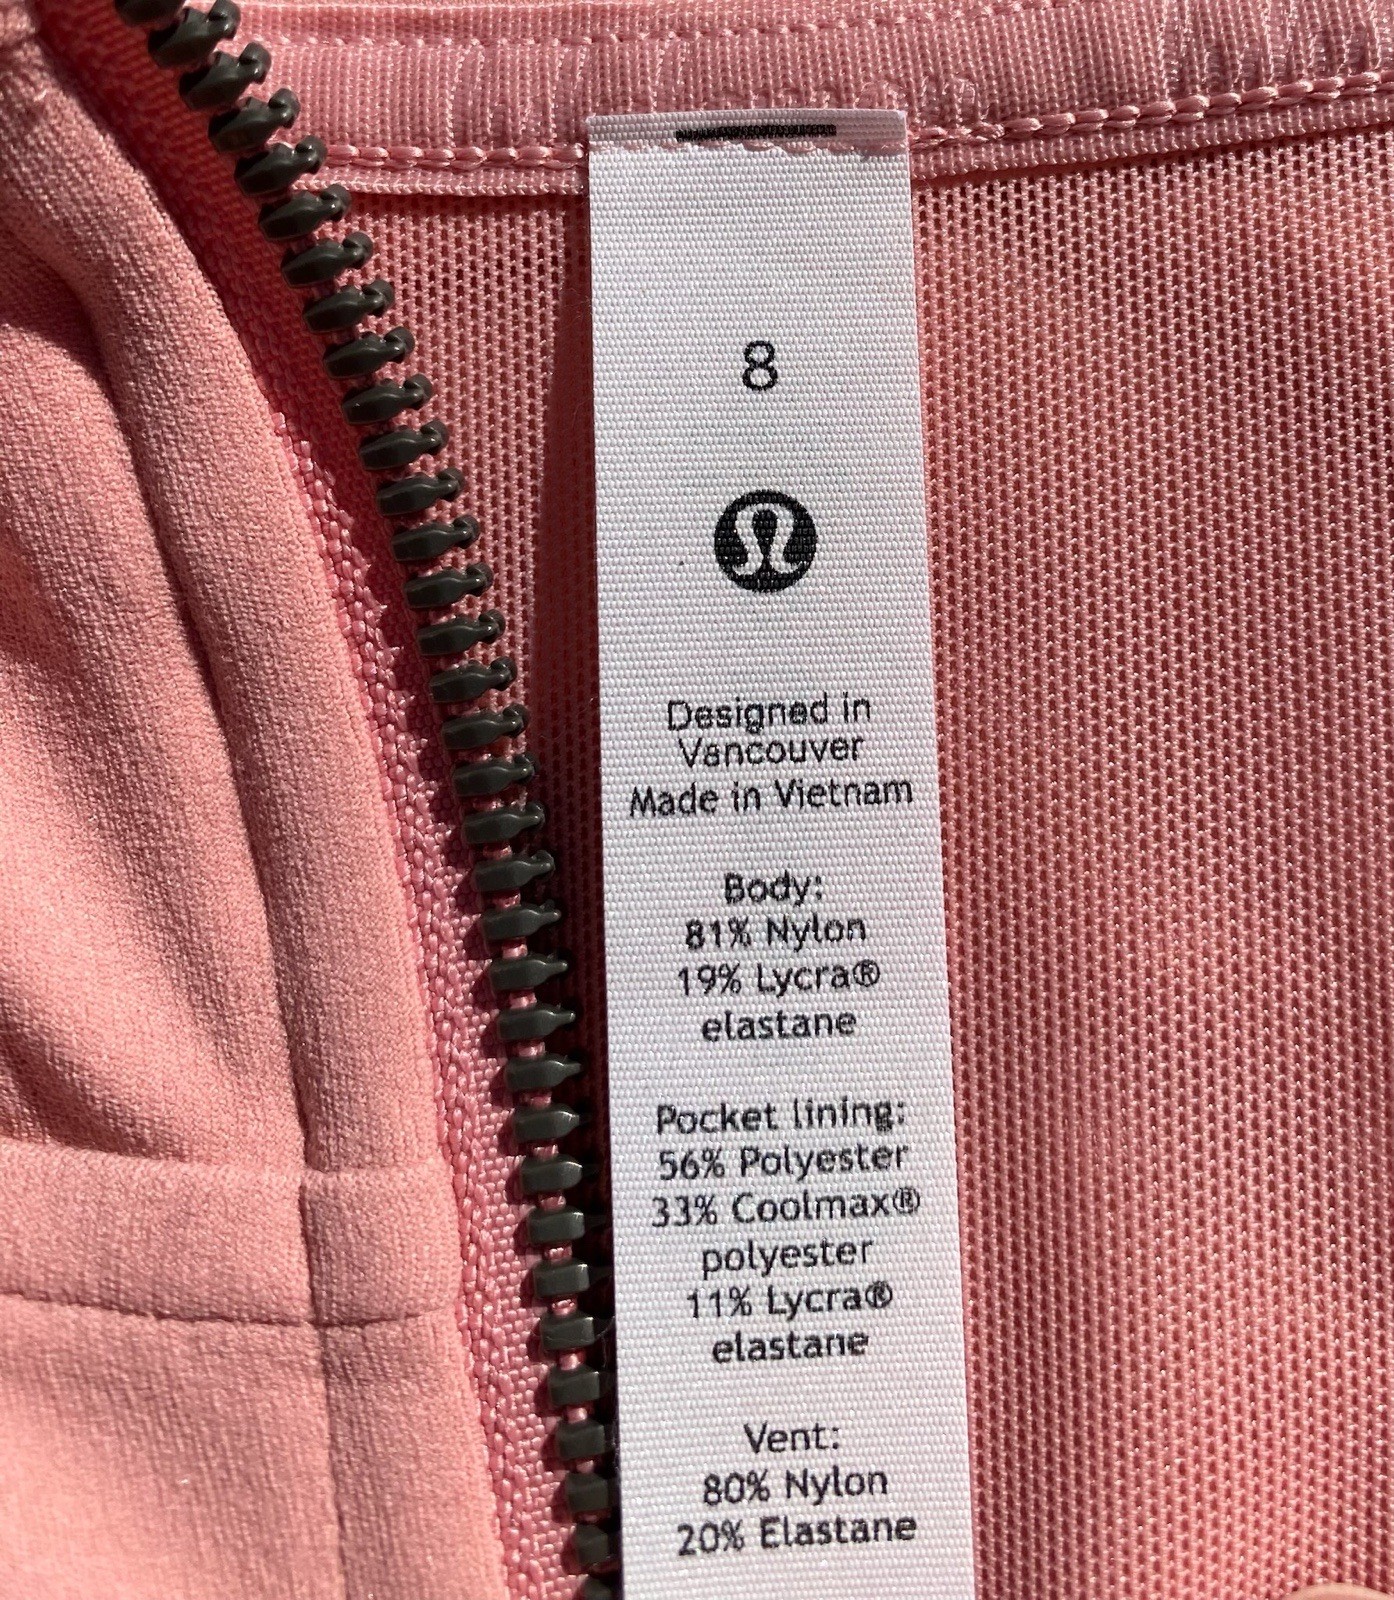 8
Designed in
Vancouver
Made in Vietnam
Body:
81% Nylon
19% Lycra®
elastane
Pocket lining:
56% Polyester
33% Coolmax®
polyester
11% Lycra®
elastane
Vent:
80% Nylon
20% Elastane